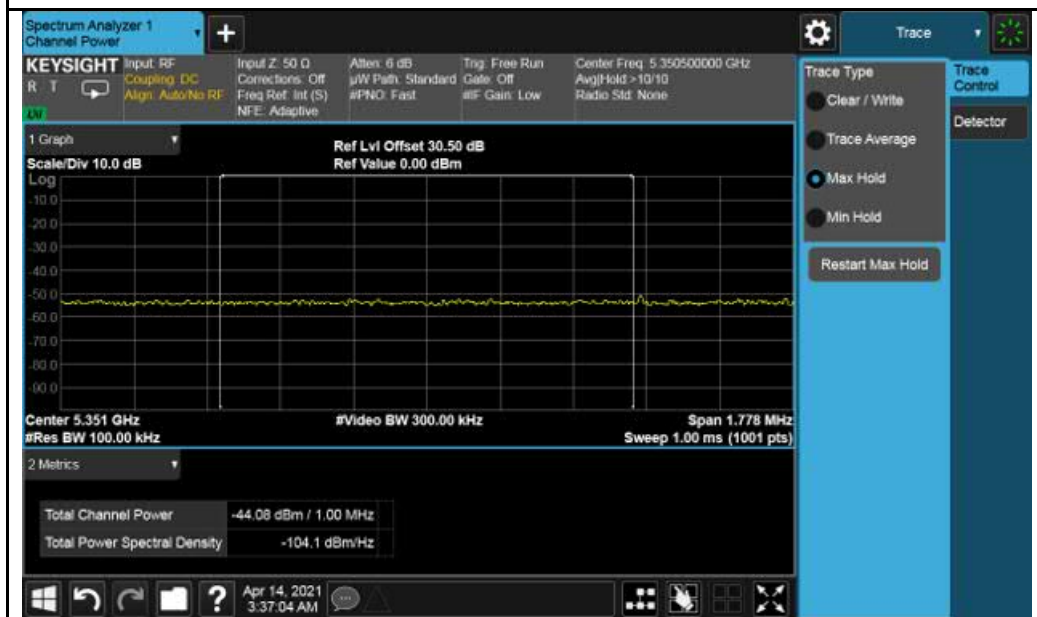 Spectrum Analyzer 1
Channel Power
+
Trace
KEYSIGHT
R T
Input: RF
Coupling: DC
Align: Auto/No RF
Input Z: 50 Ω
Corrections: Off
Freq Ref: Int (S)
NFE: Adaptive
Atten: 6 dB
µW Path: Standard
#PNO: Fast
Trig: Free Run
Gate: Off
#IF Gain: Low
Center Freq: 5.350500000 GHz
Avg|Hold:>10/10
Radio Std: None
1 Graph
Scale/Div 10.0 dB
Ref Lvl Offset 30.50 dB
Ref Value 0.00 dBm
Log
-10.0
-20.0
-30.0
-40.0
-50.0
-60.0
-70.0
-80.0
-90.0
Center 5.351 GHz
#Video BW 300.00 kHz
Span 1.778 MHz
#Res BW 100.00 kHz
Sweep 1.00 ms (1001 pts)
2 Metrics
Total Channel Power -44.08 dBm / 1.00 MHz
Total Power Spectral Density -104.1 dBm/Hz
?
Apr 14, 2021
3:37:04 AM
Trace Type
Clear / Write
Trace Average
Max Hold
Min Hold
Restart Max Hold
Trace
Control
Detector